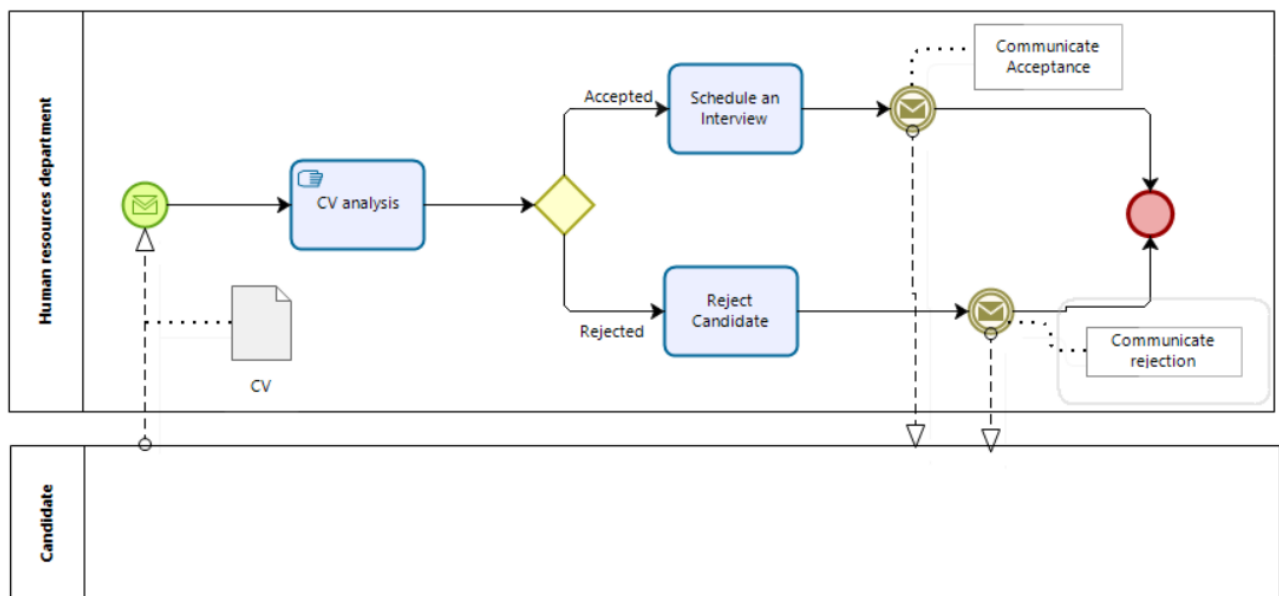 Human resources department
Communicate
Acceptance
Accepted
Schedule an
Interview
CV analysis
Rejected
Reject
Candidate
Communicate
rejection
CV
Candidate